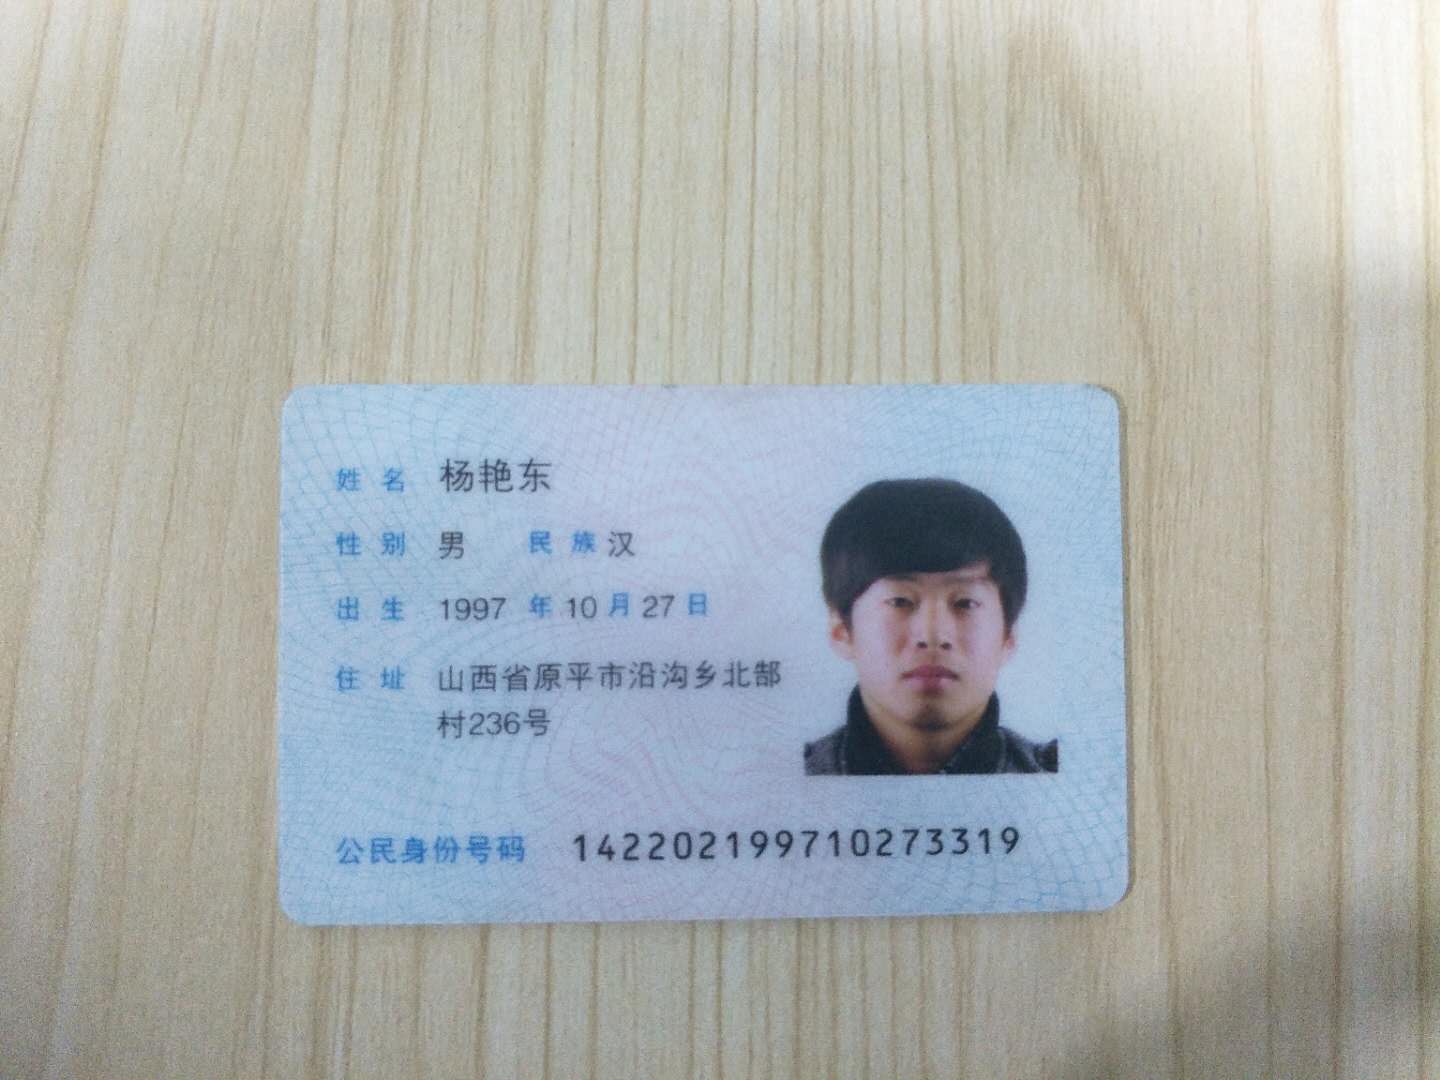 姓名 杨艳东
性别 男 民族 汉
出生 1997 年 10 月 27 日
住址 山西省原平市沿沟乡北郜
村236号
公民身份号码 142202199710273319